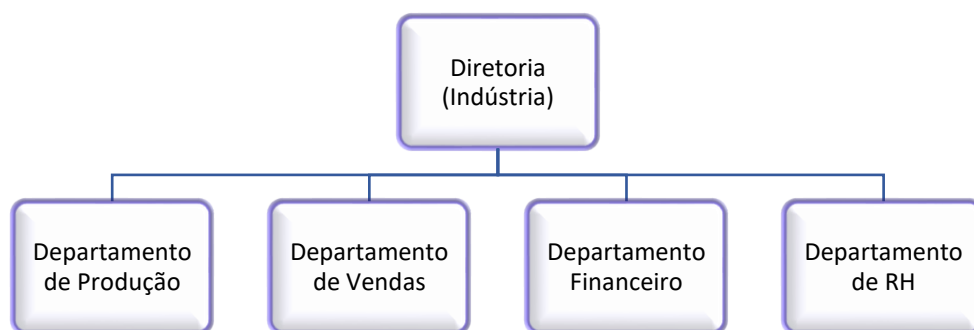 Diretoria
(Indústria)
Departamento
de Produção
Departamento
de Vendas
Departamento
Financeiro
Departamento
de RH